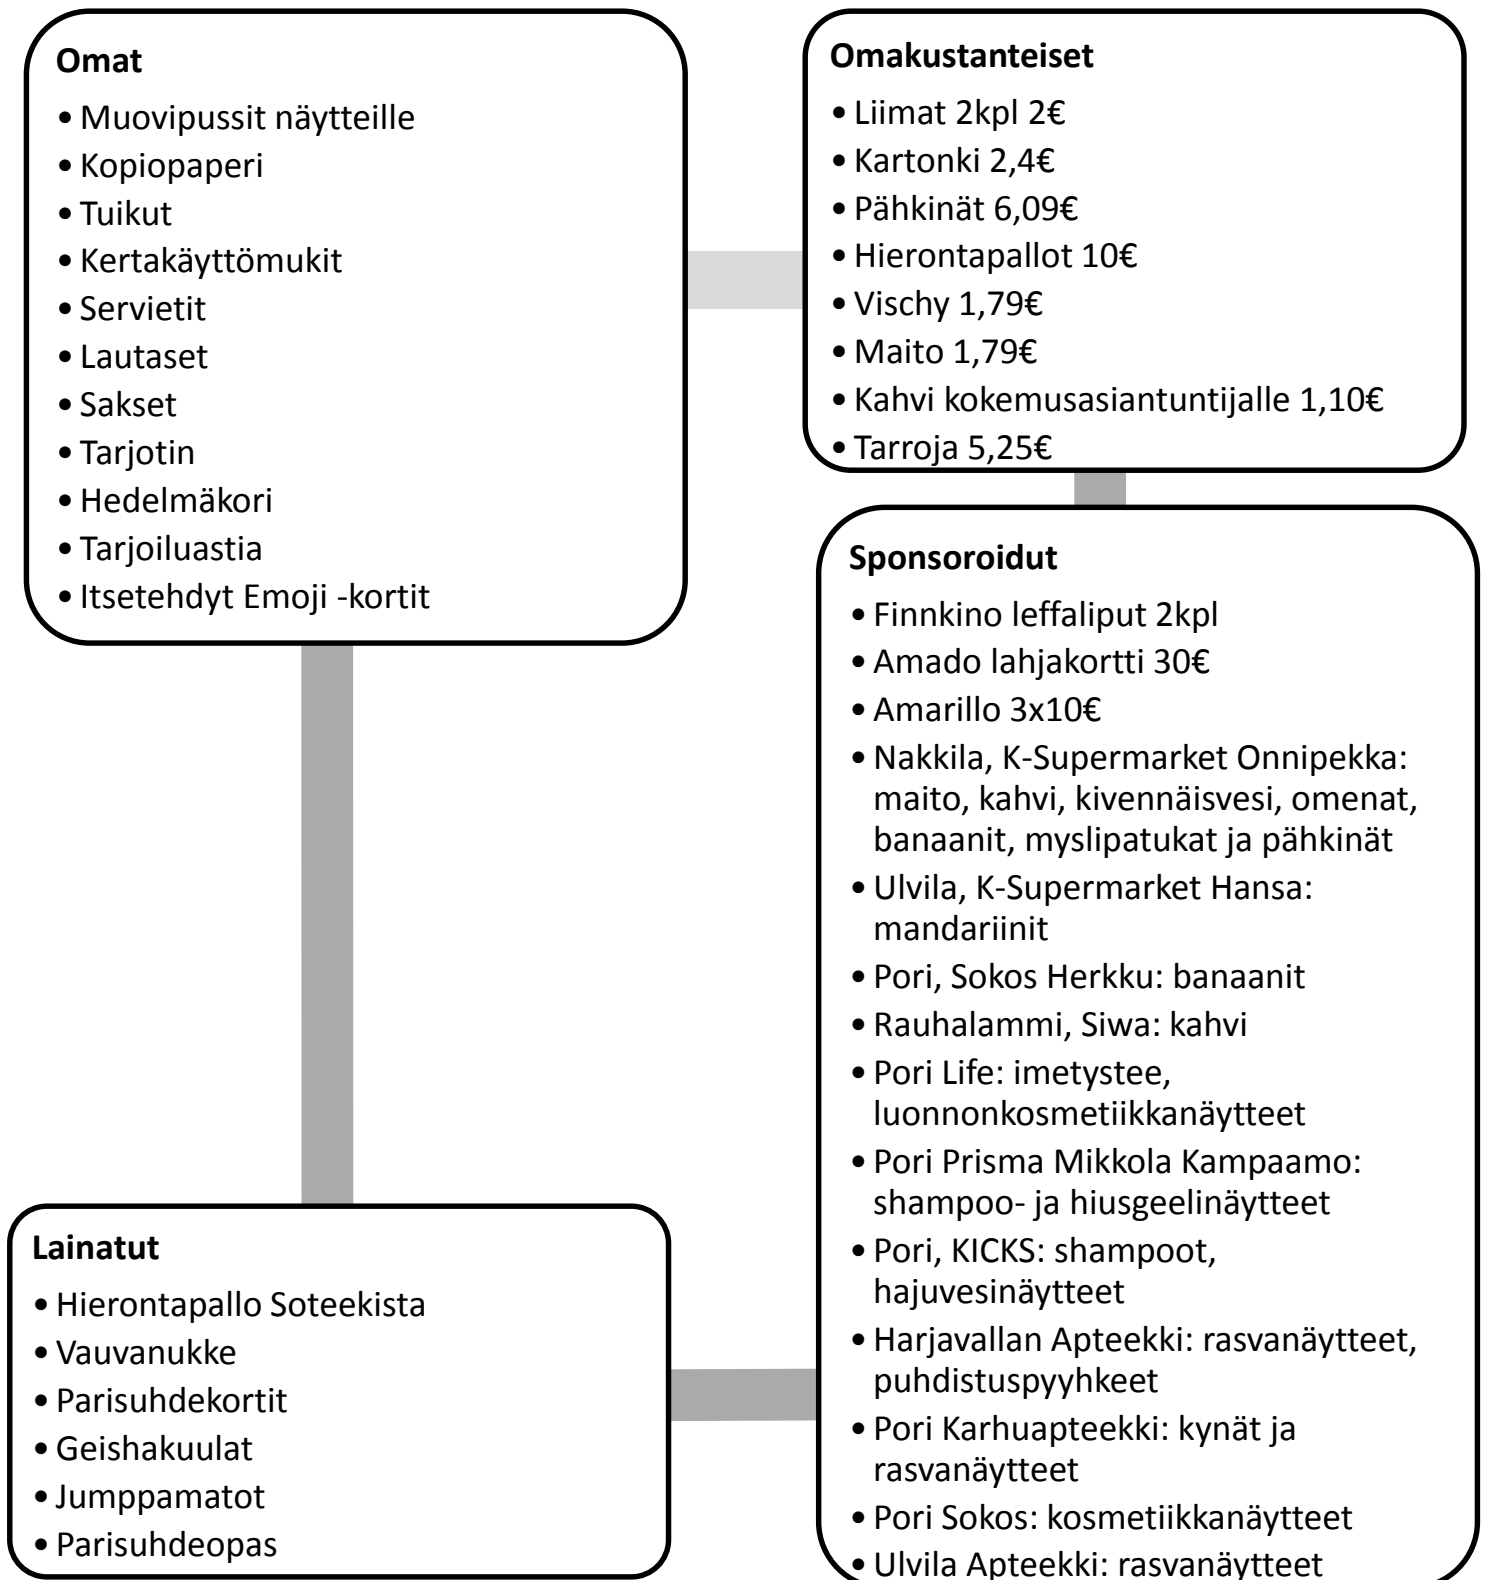 Omat
• Muovipussit näytteille
• Kopiopaperi
• Tuikut
• Kertakäyttömukit
• Servietit
• Lautaset
• Sakset
• Tarjotin
• Hedelmäkori
• Tarjoiluastia
• Itsetehdyt Emoji -kortit
Omakustanteiset
• Liimat 2kpl 2€
• Kartonki 2,4€
• Pähkinät 6,09€
• Hierontapallot 10€
• Vischy 1,79€
• Maito 1,79€
• Kahvi kokemusasiantuntijalle 1,10€
• Tarroja 5,25€
Sponsoroidut
• Finnkino leffaliput 2kpl
• Amado lahjakortti 30€
• Amarillo 3x10€
• Nakkila, K-Supermarket Onnipekka:
maito, kahvi, kivennäisvesi, omenat,
banaanit, myslipatukat ja pähkinät
• Ulvila, K-Supermarket Hansa:
mandariinit
• Pori, Sokos Herkku: banaanit
• Rauhalammi, Siwa: kahvi
• Pori Life: imetystee,
luonnonkosmetiikkanäytteet
• Pori Prisma Mikkola Kampaamo:
shampoo- ja hiusgeelinäytteet
• Pori, KICKS: shampoot,
hajuvesinäytteet
• Harjavallan Apteekki: rasvanäytteet,
puhdistuspyyhkeet
• Pori Karhuapteekki: kynät ja
rasvanäytteet
• Pori Sokos: kosmetiikkanäytteet
• Ulvila Apteekki: rasvanäytteet
Lainatut
• Hierontapallo Soteekista
• Vauvanukke
• Parisuhdekortit
• Geishakuulat
• Jumppamatot
• Parisuhdeopas